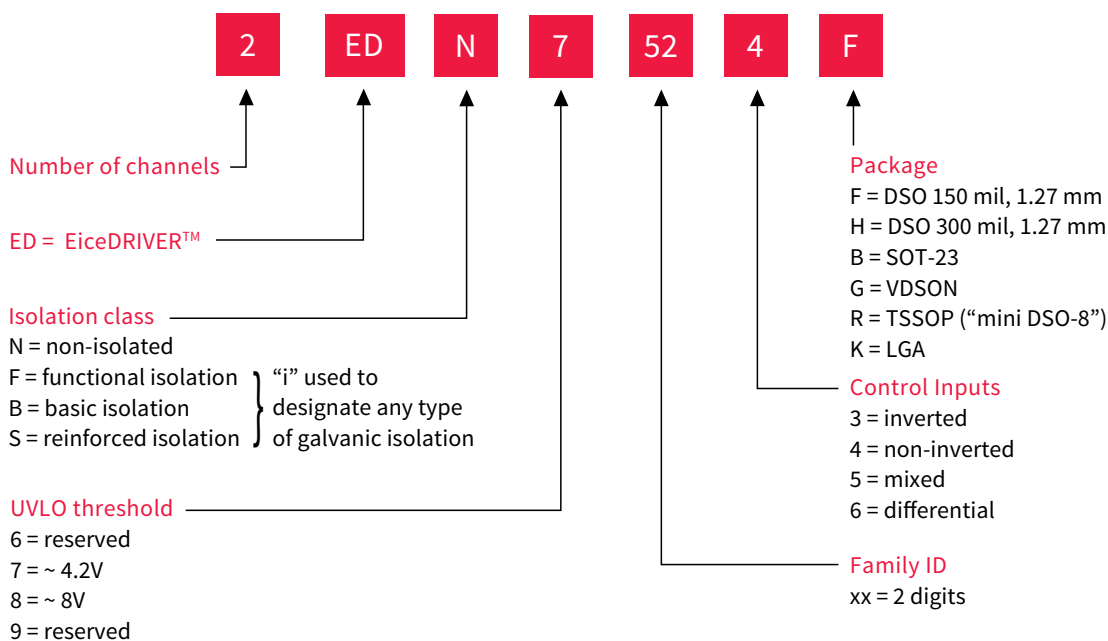 2 ED N 7 52 4 F
Number of channels
ED = EiceDRIVER™
Isolation class
N = non-isolated
F = functional isolation
B = basic isolation
S = reinforced isolation
} "i" used to
designate any type
of galvanic isolation
UVLO threshold
6 = reserved
7 = ~ 4.2V
8 = ~ 8V
9 = reserved
Package
F = DSO 150 mil, 1.27 mm
H = DSO 300 mil, 1.27 mm
B = SOT-23
G = VDSON
R = TSSOP (“mini DSO-8”)
K = LGA
Control Inputs
3 = inverted
4 = non-inverted
5 = mixed
6 = differential
Family ID
xx = 2 digits